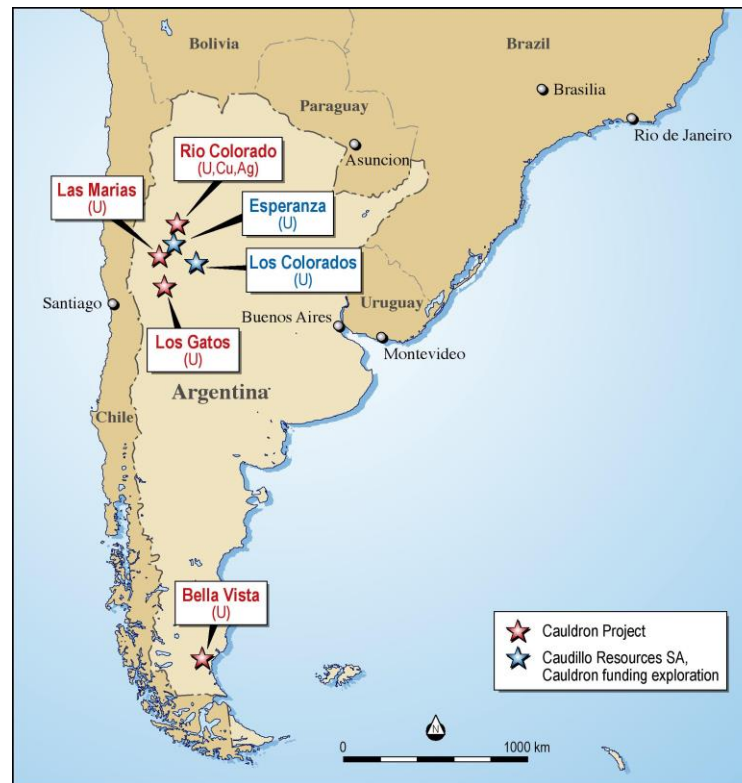 Bolivia
Brazil
Brasilia
Paraguay
Rio de Janeiro
Asuncion
Rio Colorado
(U,Cu,Ag)
Las Marias
(U)
Esperanza
(U)
Los Colorados
(U)
Santiago
Uruguay
Buenos Aires
Los Gatos
(U)
Montevideo
Argentina
Chile
Bella Vista
(U)
Cauldron Project
Caudillo Resources SA,
Cauldron funding exploration
N
0 1000 km